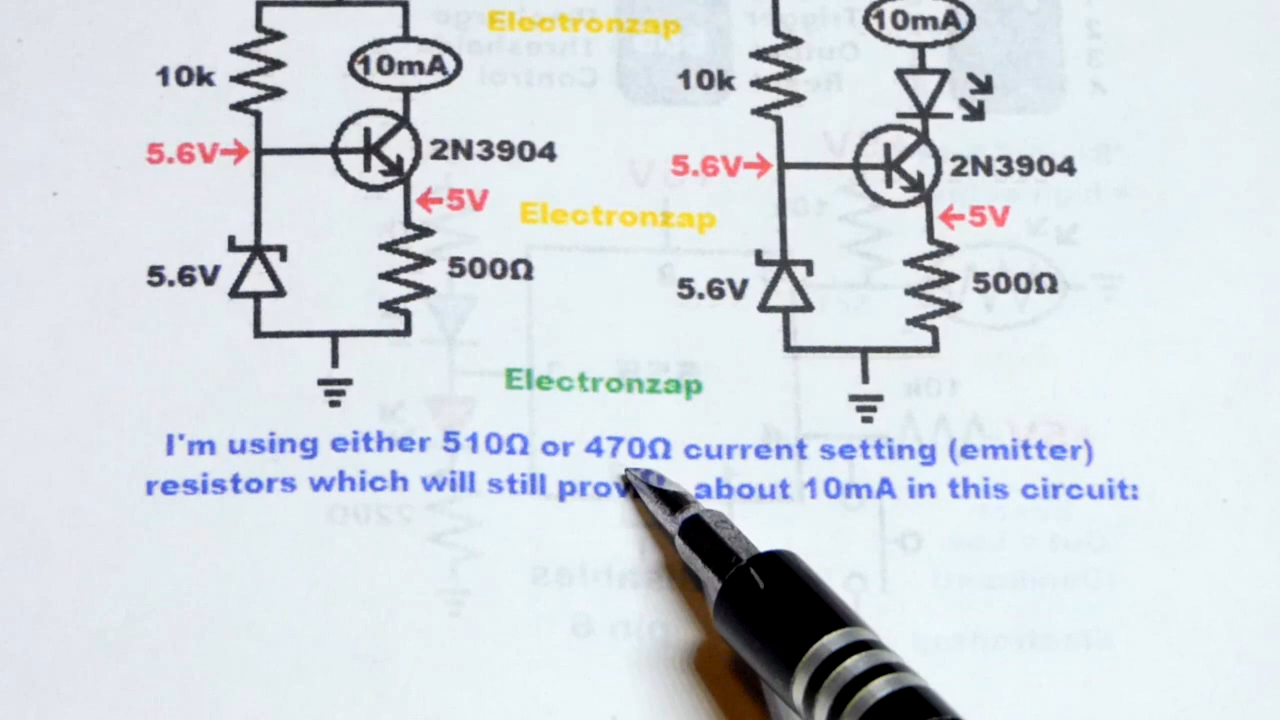 Electronzap
10mA
10k
10mA
10k
5.6V
2N3904
5.6V
2N3904
5V
Electronzap
5V
5.6V
500Ω
5.6V
500Ω
Electronzap
I'm using either 510Ω or 470Ω current setting (emitter)
resistors which will still about 10mA in this circuit: